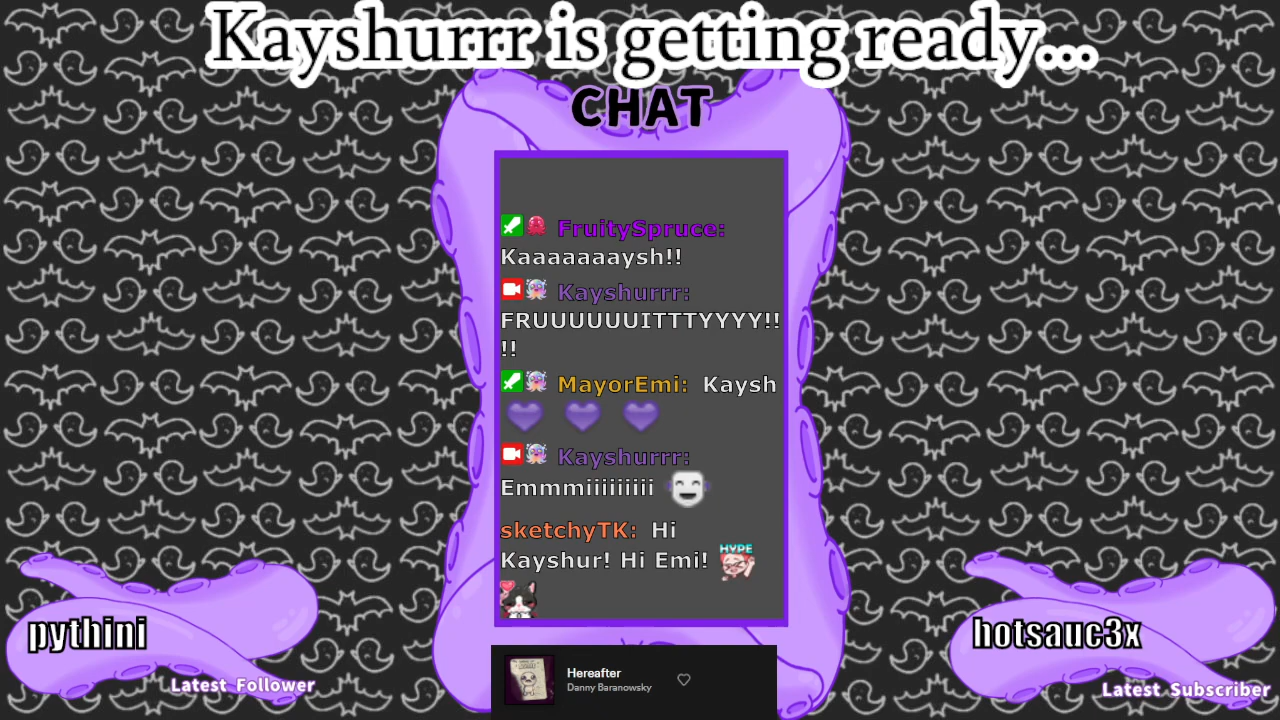 Kayshurrr is getting ready...
CHAT
FruitySpruce:
Kaaaaaaaysh!!
Kayshurrr:
FRUUUUUUITTTYYYY!!
!!
MayorEmi: Kaysh
Kayshurrr:
Emmmiiiiiiiii
sketchyTK: Hi
Kayshur! Hi Emi! HYPE
pythini
Latest Follower
hotsauc3x
Latest Subscriber
Hereafter
Danny Baranowsky